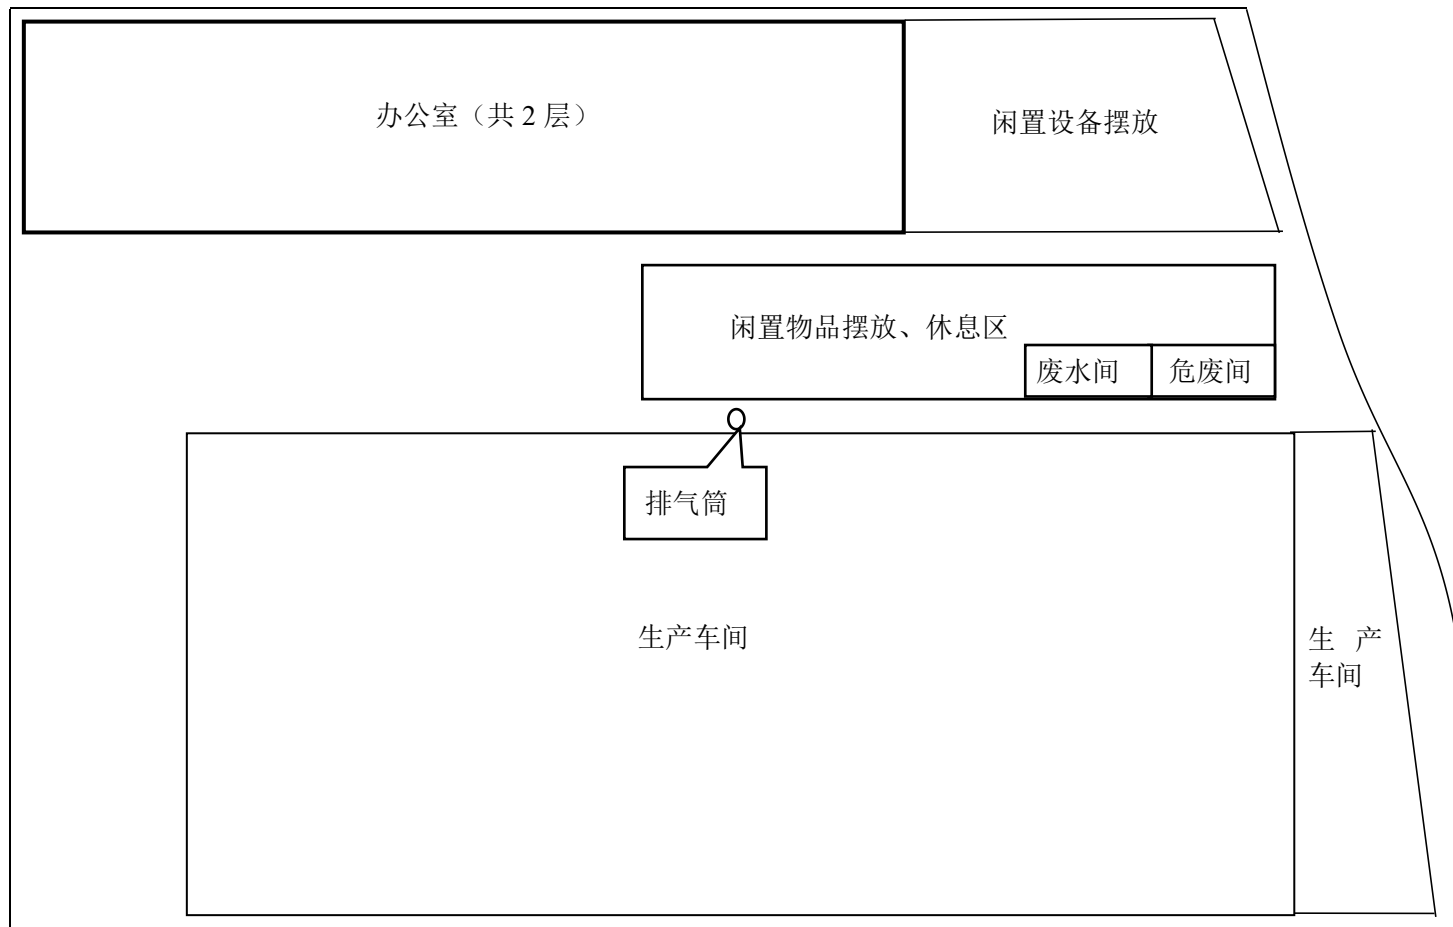 办公室（共 2 层）
闲置设备摆放
闲置物品摆放、休息区
废水间
危废间
排气筒
生产车间
生 产
车间